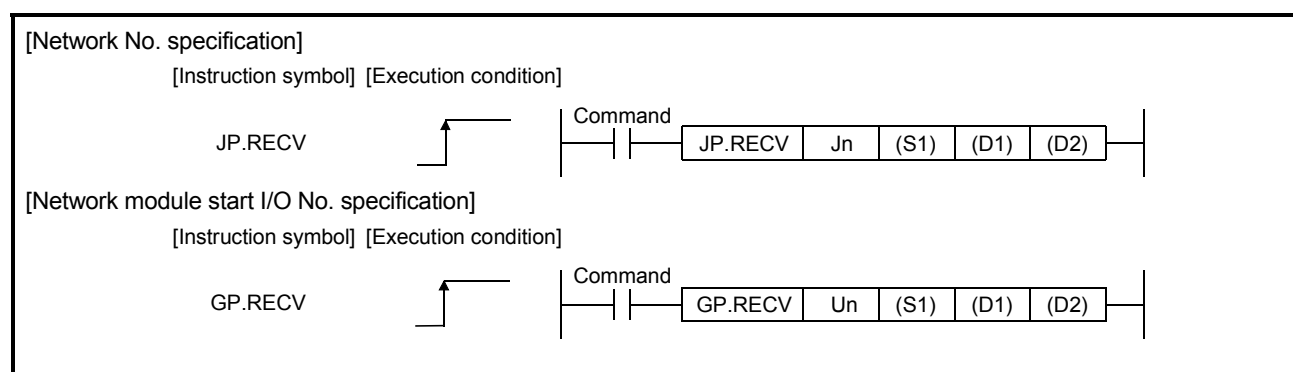 [Network No. specification]
[Instruction symbol] [Execution condition]
Command
JP.RECV JP.RECV Jn (S1) (D1) (D2)
[Network module start I/O No. specification]
[Instruction symbol] [Execution condition]
Command
GP.RECV GP.RECV Un (S1) (D1) (D2)